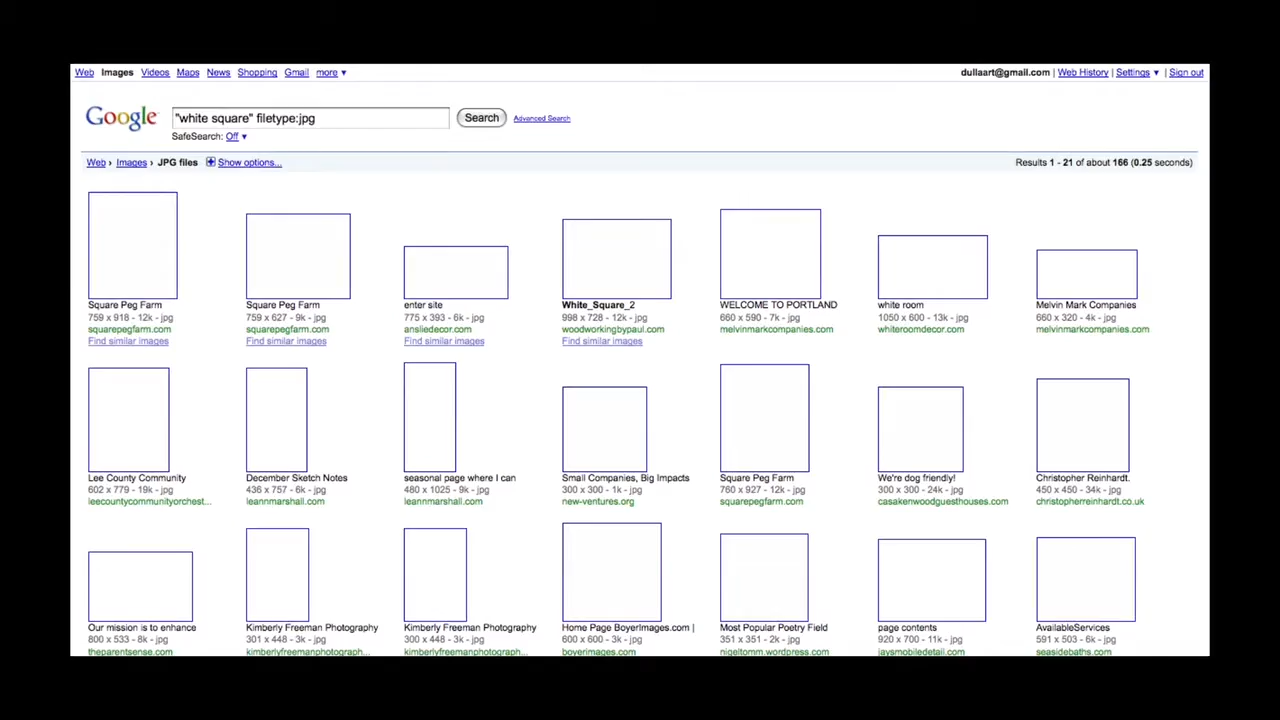 Web Images Videos Maps News Shopping Gmail more ▼ dullaart@gmail.com | Web History | Settings ▼ | Sign out
Google "white square" filetype:jpg Search Advanced Search
SafeSearch: Off ▼
Web › Images › JPG files Show options... Results 1 - 21 of about 166 (0.25 seconds)
Square Peg Farm Square Peg Farm enter site White_Square_2 WELCOME TO PORTLAND white room Melvin Mark Companies
759 x 918 - 12k - jpg 759 x 627 - 9k - jpg 775 x 393 - 6k - jpg 998 x 728 - 12k - jpg 660 x 590 - 7k - jpg 1050 x 600 - 13k - jpg 660 x 320 - 4k - jpg
squarepegfarm.com squarepegfarm.com ansliedecor.com woodworkingbypaul.com melvinmarkcompanies.com whiteroomdecor.com melvinmarkcompanies.com
Find similar images Find similar images Find similar images Find similar images
Lee County Community December Sketch Notes seasonal page where I can Small Companies, Big Impacts Square Peg Farm We're dog friendly! Christopher Reinhardt.
602 x 779 - 19k - jpg 436 x 757 - 6k - jpg 480 x 1025 - 9k - jpg 300 x 300 - 1k - jpg 760 x 927 - 12k - jpg 300 x 300 - 24k - jpg 450 x 450 - 34k - jpg
leecountycommunityorchest... leannmarshall.com leannmarshall.com new-ventures.org squarepegfarm.com casakenwoodguesthouses.com christopherreinhardt.co.uk
Our mission is to enhance Kimberly Freeman Photography Kimberly Freeman Photography Home Page BoyerImages.com | Most Popular Poetry Field page contents AvailableServices
800 x 533 - 8k - jpg 301 x 448 - 3k - jpg 300 x 448 - 3k - jpg 600 x 600 - 3k - jpg 351 x 351 - 2k - jpg 920 x 700 - 11k - jpg 591 x 503 - 6k - jpg
theparentsense.com kimberlyfreemanphotograph... kimberlyfreemanphotograph... boyerimages.com nigeltomm.wordpress.com jaysmobiledetail.com seasidebaths.com